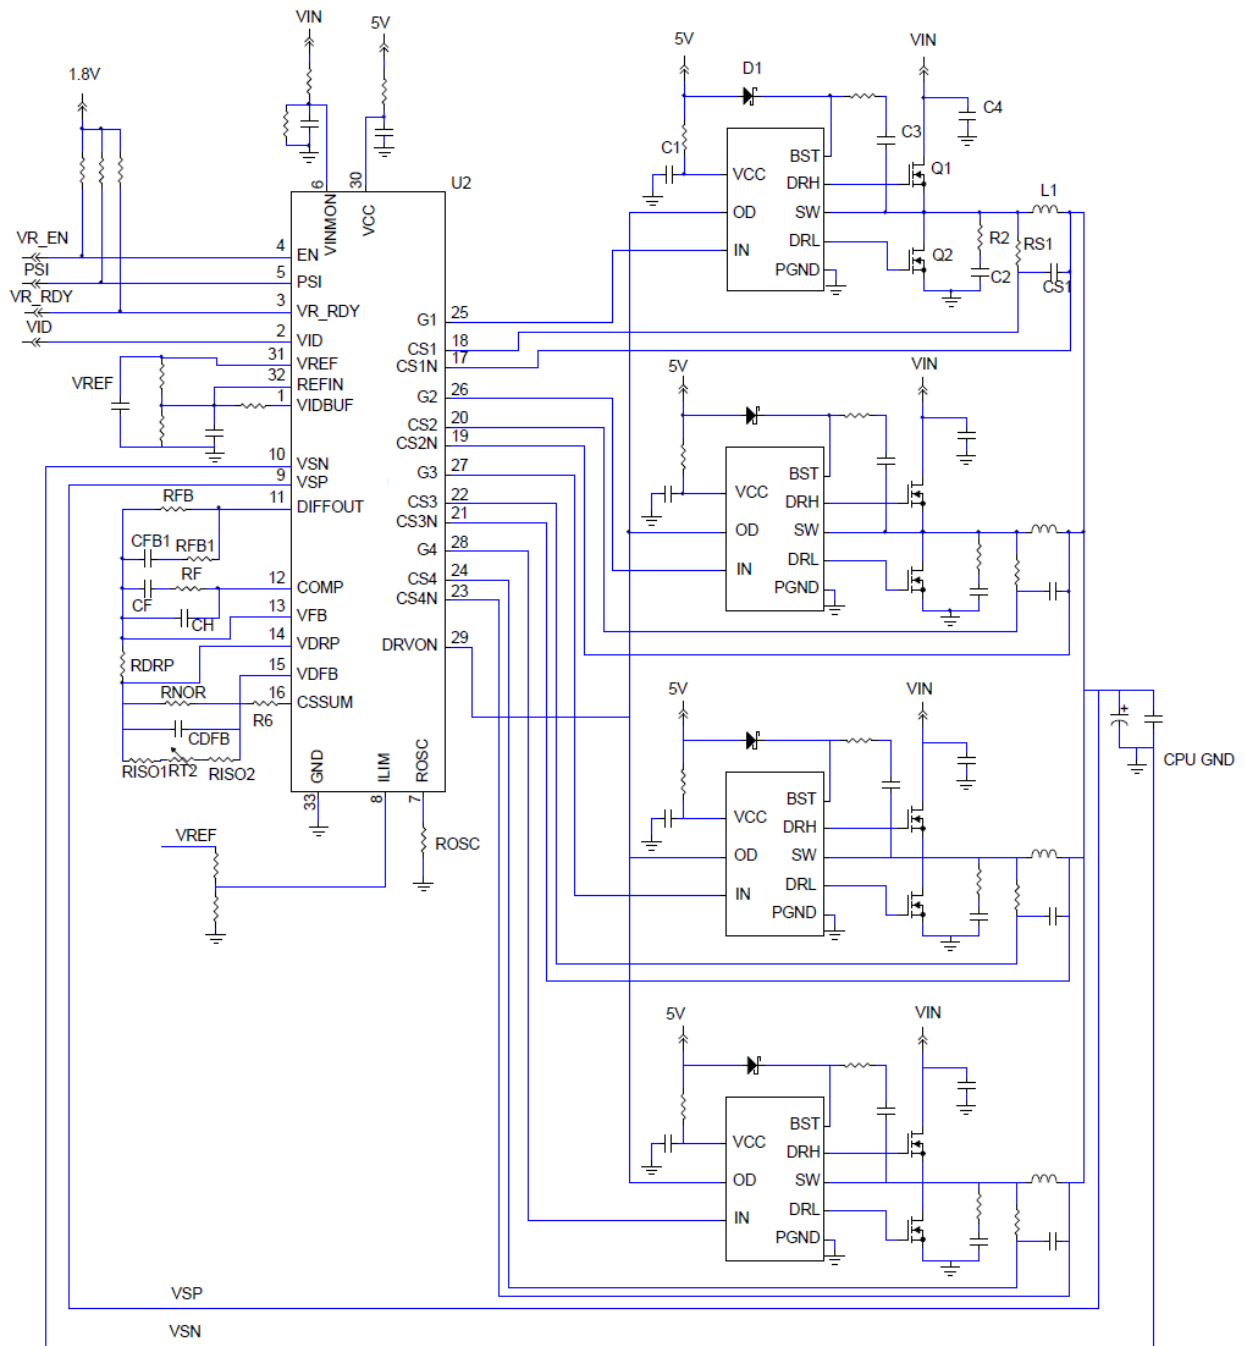 VIN
5V
1.8V
6
30
U2
VINMON
VCC
VR_EN
4
EN
PSI
5
PSI
VR_RDY
3
VR_RDY
VID
2
VID
31
VREF
VREF
32
REFIN
1
VIDBUF
10
VSN
9
VSP
RFB
11
DIFFOUT
CFB1
RFB1
RF
12
COMP
CF
13
VFB
CH
14
VDRP
RDRP
15
VDFB
RNOR
16
CSSUM
R6
CDFB
RISO1
RT2
RISO2
GND
ILIM
ROSC
33
8
7
VREF
ROSC
G1
25
CS1
18
CS1N
17
G2
26
CS2
20
CS2N
19
G3
27
CS3
22
CS3N
21
G4
28
CS4
24
CS4N
23
DRVON
29
5V
VIN
D1
C4
C1
C3
BST
VCC
DRH
Q1
L1
OD
SW
R2
RS1
DRL
Q2
IN
PGND
C2
CS1
5V
VIN
BST
VCC
DRH
OD
SW
DRL
IN
PGND
5V
VIN
BST
VCC
DRH
OD
SW
DRL
IN
PGND
+
CPU GND
5V
VIN
BST
VCC
DRH
OD
SW
DRL
IN
PGND
VSP
VSN